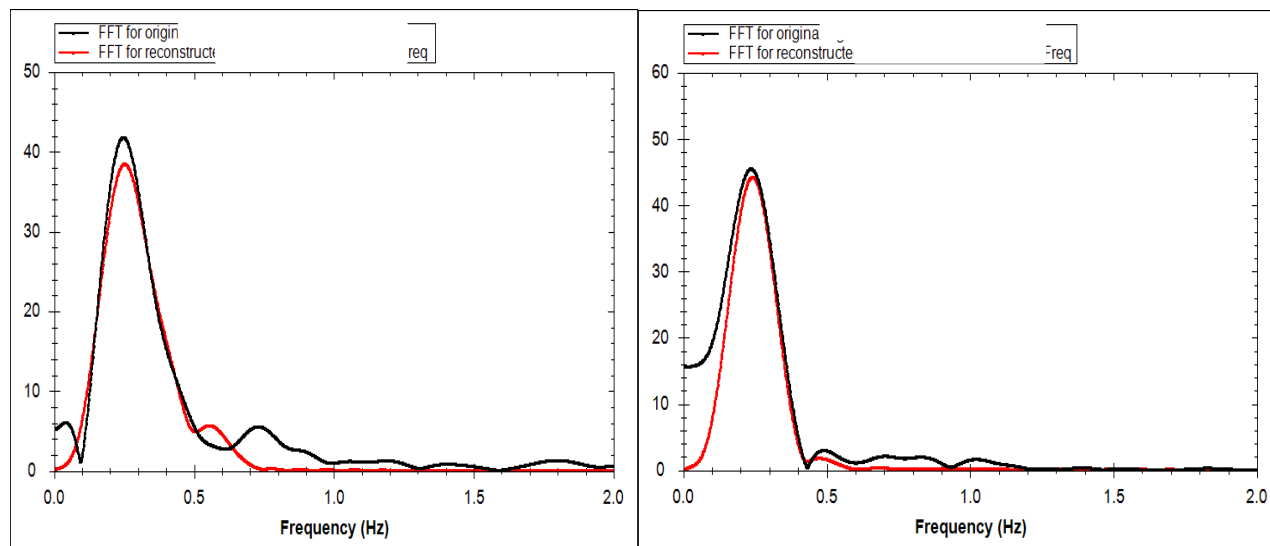 FFT for origin
FFT for reconstructe
req
50
40
30
20
10
0
0.0 0.5 1.0 1.5 2.0
Frequency (Hz)
FFT for origina
FFT for reconstructe
Freq
60
50
40
30
20
10
0
0.0 0.5 1.0 1.5 2.0
Frequency (Hz)